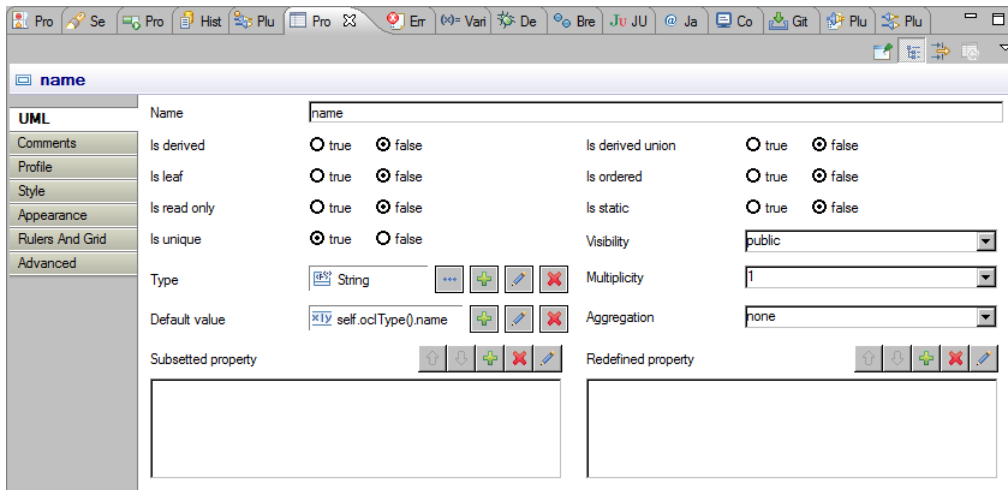 Pro Se Pro Hist Plu Pro Err (x)= Vari De Bre Ju JU @ Ja Co Git Plu Plu
name
UML
Comments
Profile
Style
Appearance
Rulers And Grid
Advanced
Name name
Is derived true false Is derived union true false
Is leaf true false Is ordered true false
Is read only true false Is static true false
Is unique true false Visibility public
Type String Multiplicity 1
Default value x|y self.oclType().name Aggregation none
Subsetted property Redefined property